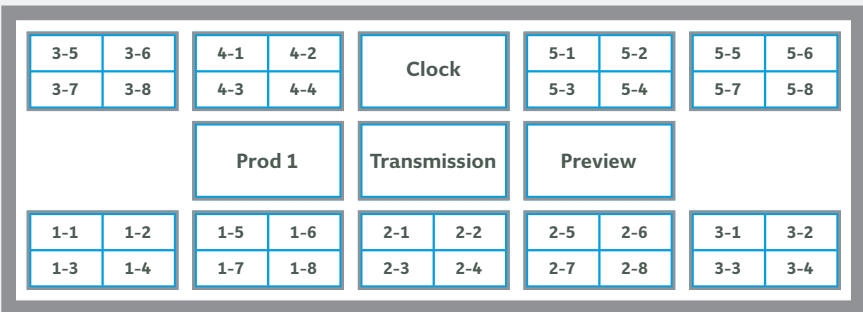 3-5 3-6 4-1 4-2 Clock 5-1 5-2 5-5 5-6
3-7 3-8 4-3 4-4 5-3 5-4 5-7 5-8
Prod 1 Transmission Preview
1-1 1-2 1-5 1-6 2-1 2-2 2-5 2-6 3-1 3-2
1-3 1-4 1-7 1-8 2-3 2-4 2-7 2-8 3-3 3-4